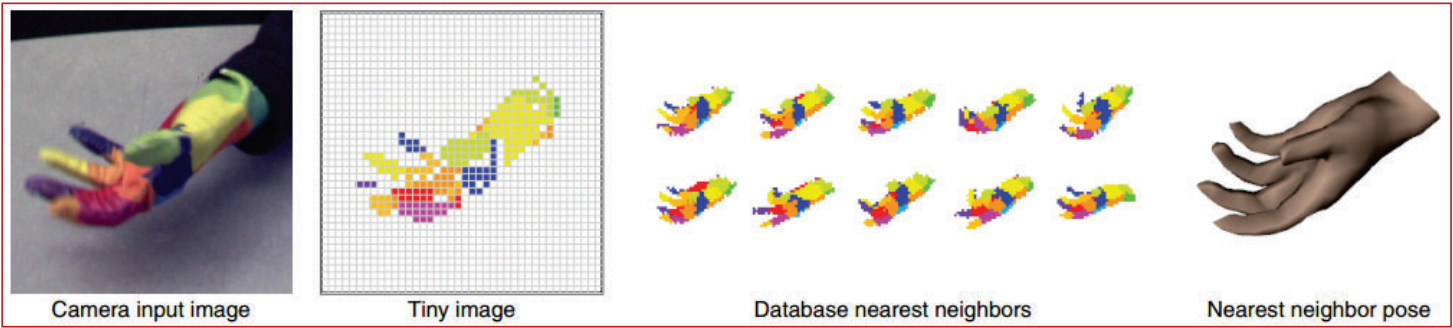 Camera input image
Tiny image
Database nearest neighbors
Nearest neighbor pose